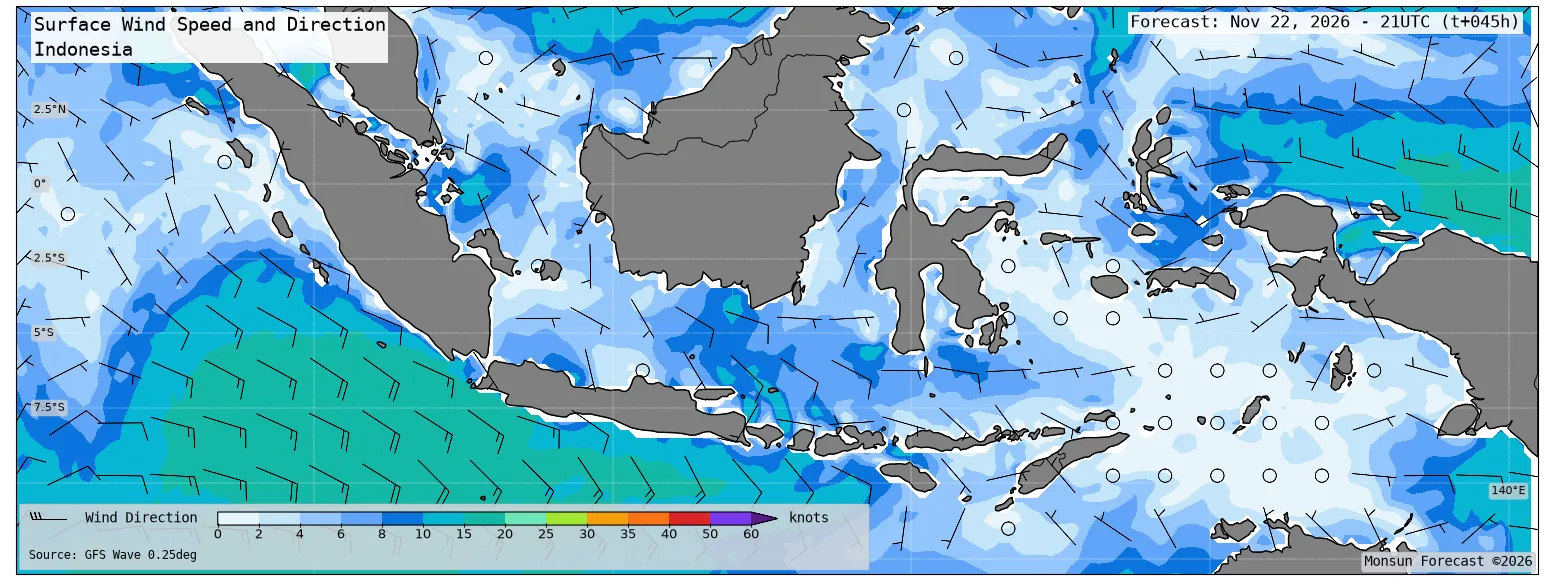 Surface Wind Speed and Direction
Indonesia
Forecast: Nov 22, 2026 - 21UTC (t+045h)
2.5°N
0°
2.5°S
5°S
7.5°S
140°E
Wind Direction
0 2 4 6 8 10 15 20 25 30 35 40 50 60 knots
Source: GFS Wave 0.25deg
Monsun Forecast ©2026